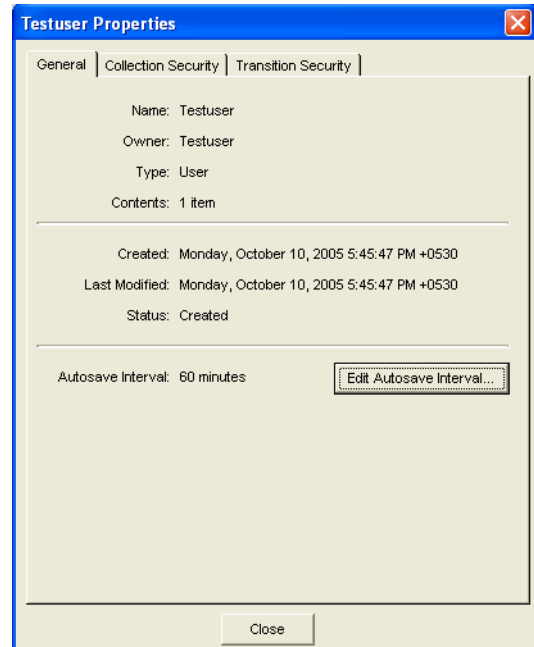 Testuser Properties
General Collection Security Transition Security
Name: Testuser
Owner: Testuser
Type: User
Contents: 1 item
Created: Monday, October 10, 2005 5:45:47 PM +0530
Last Modified: Monday, October 10, 2005 5:45:47 PM +0530
Status: Created
Autosave Interval: 60 minutes Edit Autosave Interval...
Close